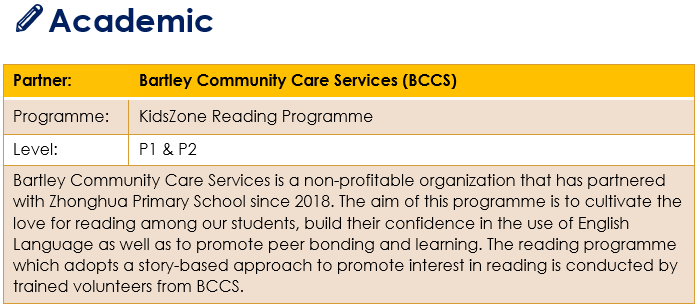 Academic
Partner: Bartley Community Care Services (BCCS)
Programme: KidsZone Reading Programme
Level: P1 & P2
Bartley Community Care Services is a non-profitable organization that has partnered
with Zhonghua Primary School since 2018. The aim of this programme is to cultivate the
love for reading among our students, build their confidence in the use of English
Language as well as to promote peer bonding and learning. The reading programme
which adopts a story-based approach to promote interest in reading is conducted by
trained volunteers from BCCS.